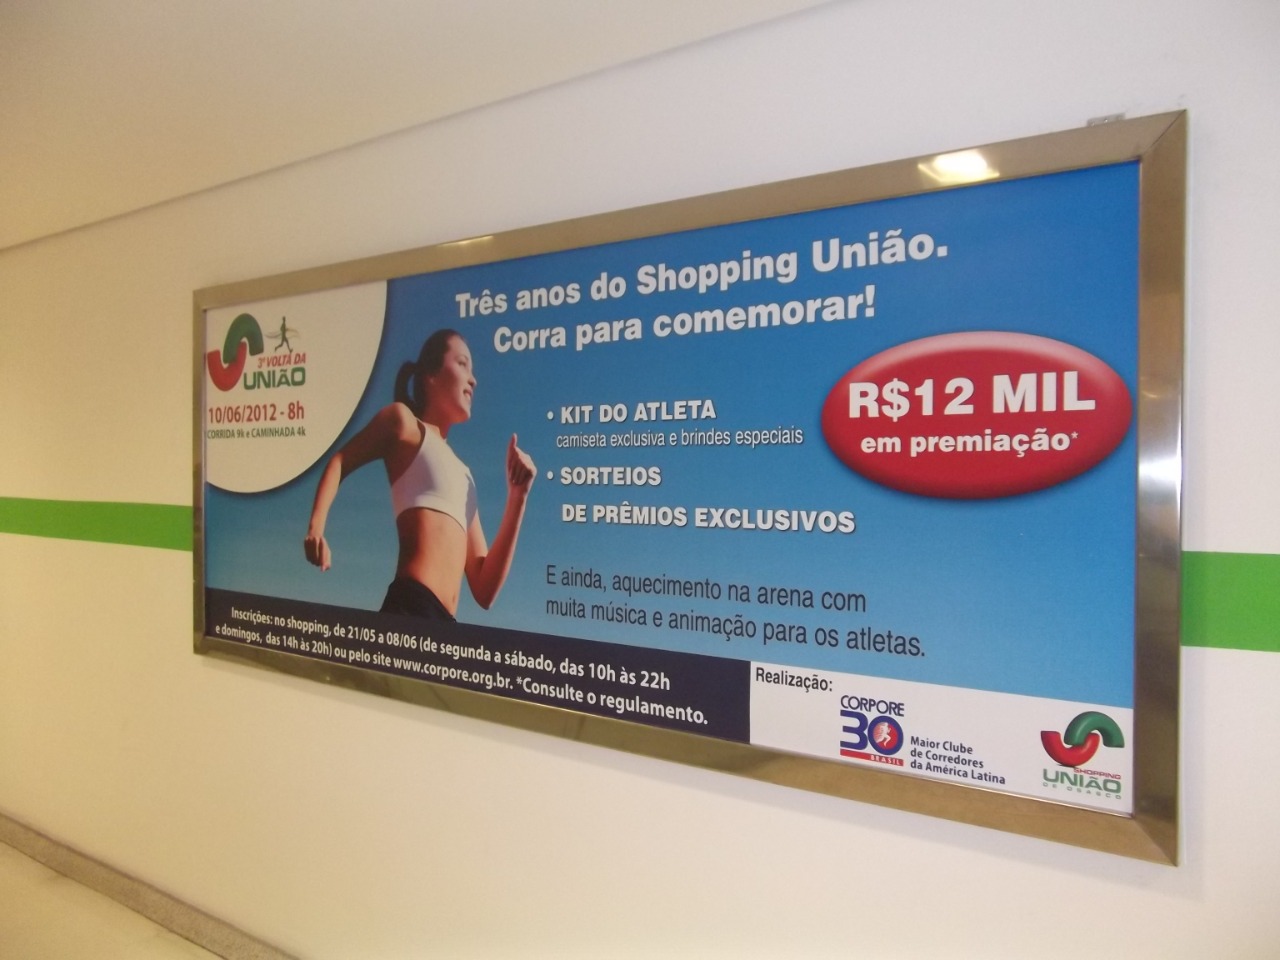 Três anos do Shopping União.
Corra para comemorar!
3ª VOLTA DA
UNIÃO
10/06/2012 - 8h
CORRIDA 9k e CAMINHADA 4k
• KIT DO ATLETA
camiseta exclusiva e brindes especiais
• SORTEIOS
DE PRÊMIOS EXCLUSIVOS
R$12 MIL
em premiação*
E ainda, aquecimento na arena com
muita música e animação para os atletas.
Inscrições: no shopping, de 21/05 a 08/06 (de segunda a sábado, das 10h às 22h
e domingos, das 14h às 20h) ou pelo site www.corpore.org.br. *Consulte o regulamento.
Realização:
CORPORE
30
BRASIL
Maior Clube
de Corredores
da América Latina
SHOPPING
UNIÃO
DE OSASCO